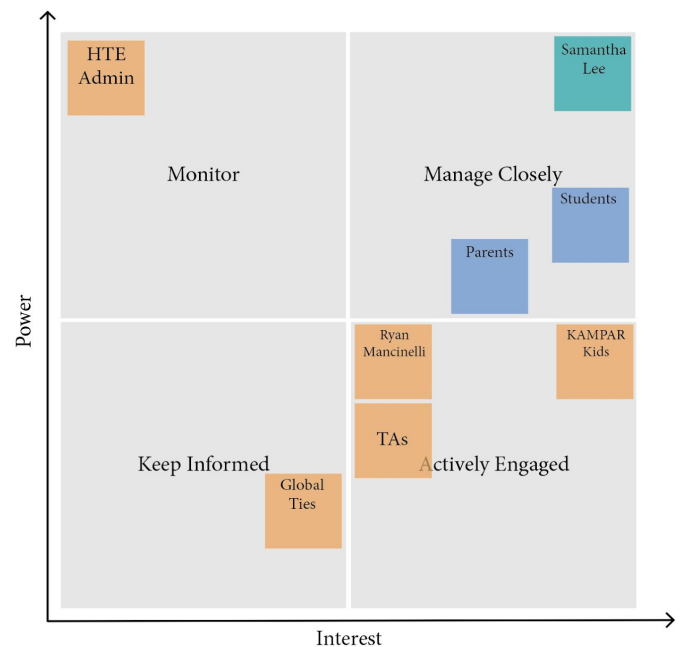 HTE
Admin
Samantha
Lee
Monitor
Manage Closely
Students
Parents
Power
Ryan
Mancinelli
KAMPAR
Kids
TAs
Keep Informed
Actively Engaged
Global
Ties
Interest